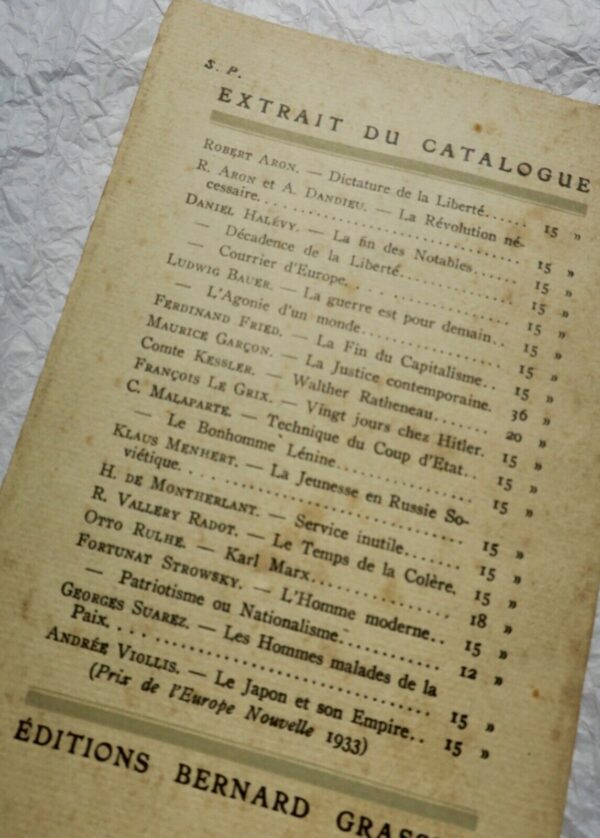 S. P.
EXTRAIT DU CATALOGUE
ROBERT ARON. — Dictature de la Liberté...... 15 »
R. ARON et A. DANDIEU. — La Révolution né-
cessaire........................ 15 »
DANIEL HALÉVY. — La fin des Notables....... 15 »
— Décadence de la Liberté.............. 15 »
— Courrier d'Europe. .................. 15 »
LUDWIG BAUER. — La guerre est pour demain.. 15 »
— L'Agonie d'un monde................. 15 »
FERDINAND FRIED. — La Fin du Capitalisme.. 15 »
MAURICE GARÇON. — La Justice contemporaine. 36 »
Comte KESSLER. — Walther Ratheneau....... 20 »
FRANÇOIS LE GRIX. — Vingt jours chez Hitler. 15 »
C. MALAPARTE. — Technique du Coup d'Etat.. 15 »
— Le Bonhomme Lénine................. 15 »
KLAUS MENHERT. — La Jeunesse en Russie So-
viétique.......................... 15 »
H. DE MONTHERLANT. — Service inutile....... 15 »
R. VALLERY RADOT. — Le Temps de la Colère. 15 »
OTTO RULHE. — Karl Marx................ 18 »
FORTUNAT STROWSKY. — L'Homme moderne.. 15 »
— Patriotisme ou Nationalisme............ 12 »
GEORGES SUAREZ. — Les Hommes malades de la
Paix............................ 15 »
ANDRÉE VIOLLIS. — Le Japon et son Empire.. 15 »
(Prix de l'Europe Nouvelle 1933)
ÉDITIONS BERNARD GRASS